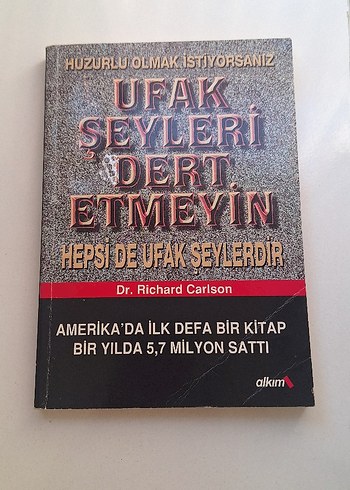 HUZURLU OLMAK İSTİYORSANIZ
UFAK
ŞEYLERİ
DERT
ETMEYİN
HEPSİ DE UFAK ŞEYLERDİR
Dr. Richard Carlson
AMERİKA'DA İLK DEFA BİR KİTAP
BİR YILDA 5,7 MİLYON SATTI
alkım